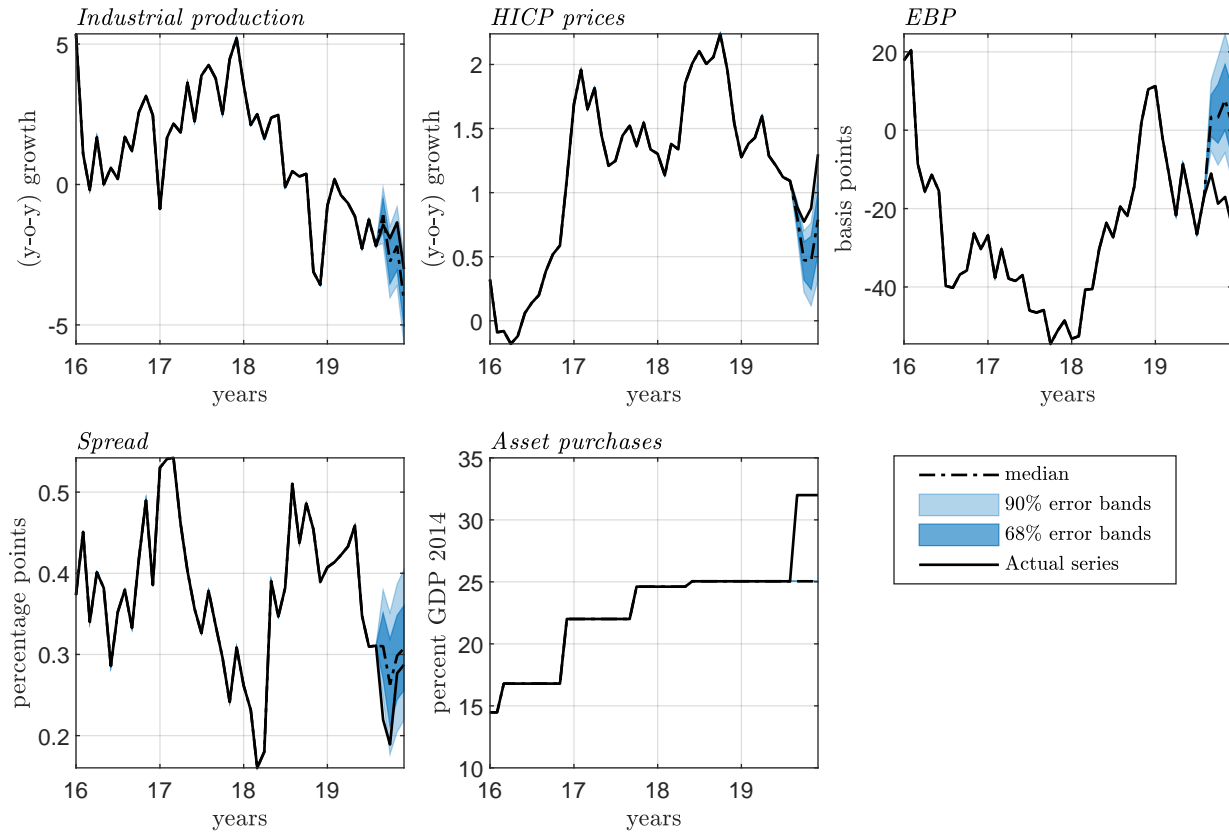 Industrial production
(y-o-y) growth
5
0
-5
16 17 18 19
years
HICP prices
(y-o-y) growth
2
1.5
1
0.5
0
16 17 18 19
years
EBP
basis points
20
0
-20
-40
16 17 18 19
years
Spread
percentage points
0.5
0.4
0.3
0.2
16 17 18 19
years
Asset purchases
percent GDP 2014
35
30
25
20
15
10
16 17 18 19
years
median
90% error bands
68% error bands
Actual series